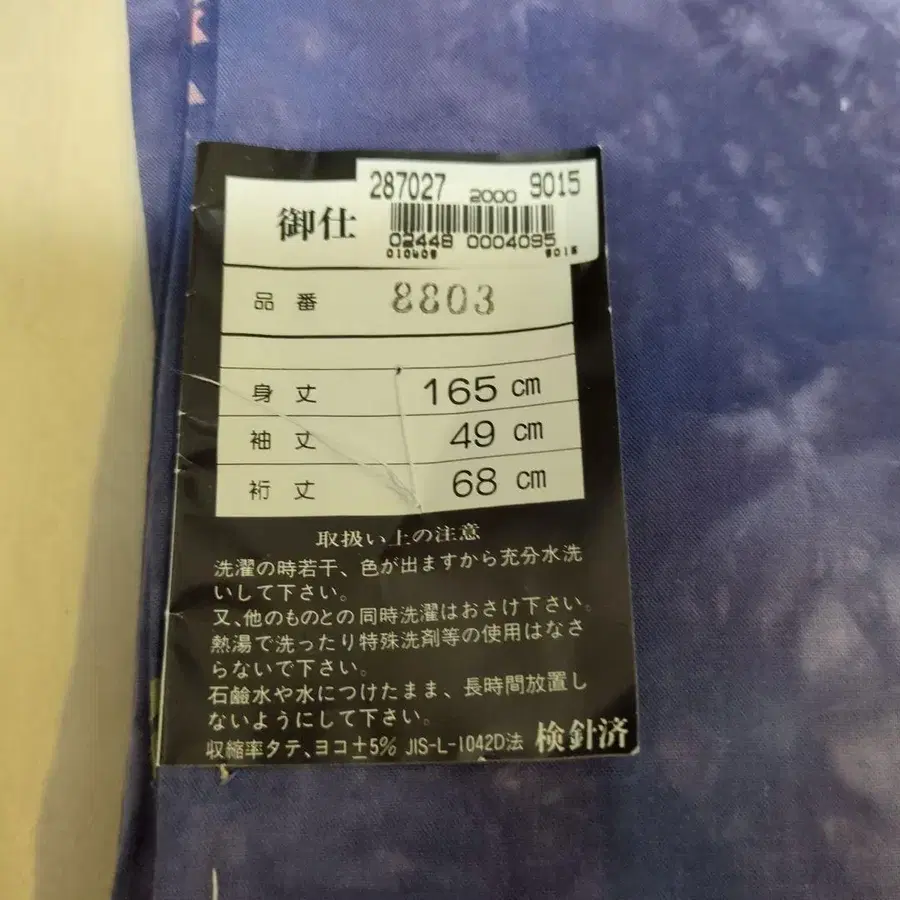 287027 2000 9015
御仕
02448 0004095
品番 8803
身丈 165 cm
袖丈 49 cm
裄丈 68 cm
取扱い上の注意
洗濯の時若干、色が出ますから充分水洗
いして下さい。
又、他のものとの同時洗濯はおさけ下さい。
熱湯で洗ったり特殊洗剤等の使用はなさ
らないで下さい。
石鹼水や水につけたまま、長時間放置し
ないようにして下さい。
収縮率タテ、ヨコ±5% JIS-L-1042D法 検針済